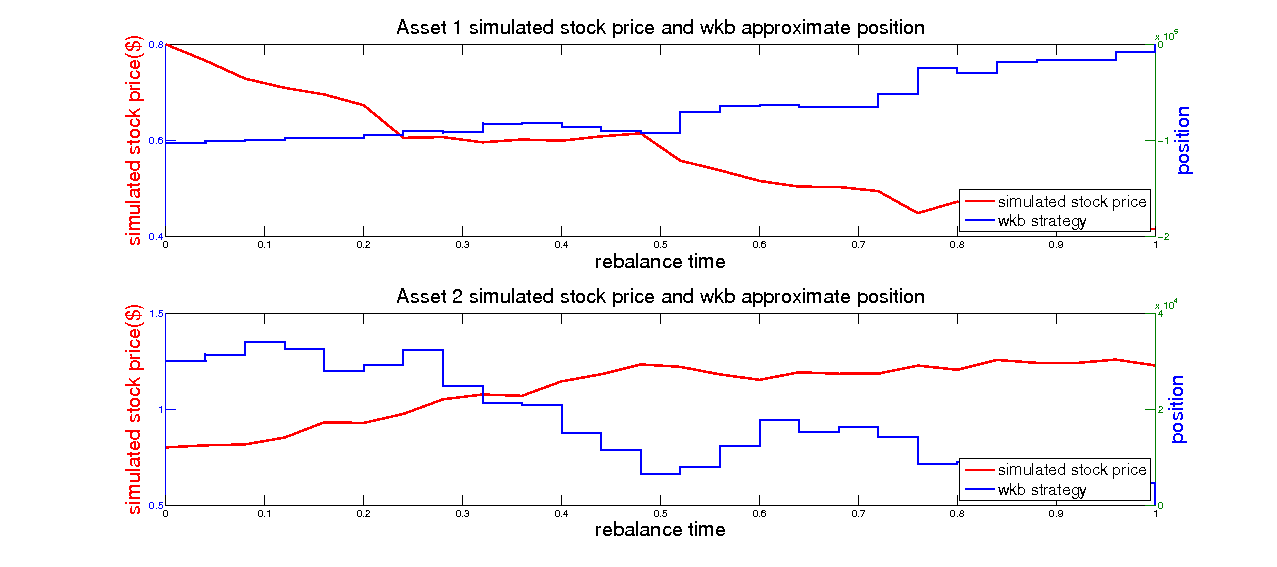 Asset 1 simulated stock price and wkb approximate position
x 10^5
simulated stock price($)
0.8
0.6
0.4
0
-1
-2
position
simulated stock price
wkb strategy
0 0.1 0.2 0.3 0.4 0.5 0.6 0.7 0.8 0.9 1
rebalance time
Asset 2 simulated stock price and wkb approximate position
x 10^4
simulated stock price($)
1.5
1
0.5
4
2
0
position
simulated stock price
wkb strategy
0 0.1 0.2 0.3 0.4 0.5 0.6 0.7 0.8 0.9 1
rebalance time